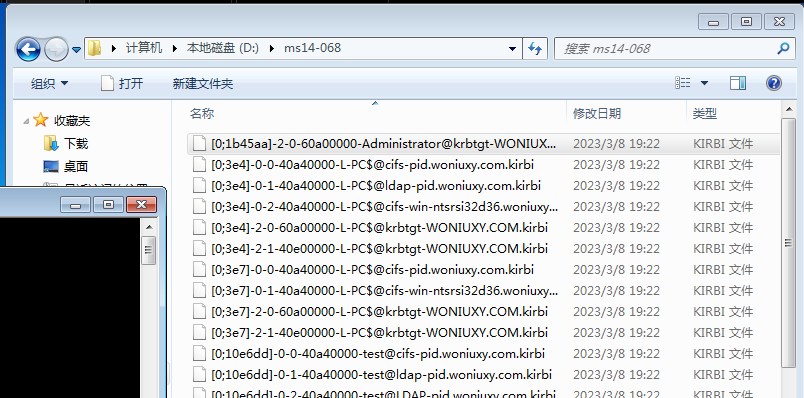 计算机 ▸ 本地磁盘 (D:) ▸ ms14-068
搜索 ms14-068
组织 打开 新建文件夹
收藏夹
下载
桌面
名称 修改日期 类型
[0;1b45aa]-2-0-60a00000-Administrator@krbtgt-WONIUX... 2023/3/8 19:22 KIRBI 文件
[0;3e4]-0-0-40a40000-L-PC$@cifs-pid.woniuxy.com.kirbi 2023/3/8 19:22 KIRBI 文件
[0;3e4]-0-1-40a40000-L-PC$@ldap-pid.woniuxy.com.kirbi 2023/3/8 19:22 KIRBI 文件
[0;3e4]-0-2-40a40000-L-PC$@cifs-win-ntsrsi32d36.woniuxy... 2023/3/8 19:22 KIRBI 文件
[0;3e4]-2-0-60a00000-L-PC$@krbtgt-WONIUXY.COM.kirbi 2023/3/8 19:22 KIRBI 文件
[0;3e4]-2-1-40e00000-L-PC$@krbtgt-WONIUXY.COM.kirbi 2023/3/8 19:22 KIRBI 文件
[0;3e7]-0-0-40a40000-L-PC$@cifs-pid.woniuxy.com.kirbi 2023/3/8 19:22 KIRBI 文件
[0;3e7]-0-1-40a40000-L-PC$@cifs-win-ntsrsi32d36.woniuxy... 2023/3/8 19:22 KIRBI 文件
[0;3e7]-2-0-60a00000-L-PC$@krbtgt-WONIUXY.COM.kirbi 2023/3/8 19:22 KIRBI 文件
[0;3e7]-2-1-40e00000-L-PC$@krbtgt-WONIUXY.COM.kirbi 2023/3/8 19:22 KIRBI 文件
[0;10e6dd]-0-0-40a40000-test@cifs-pid.woniuxy.com.kirbi 2023/3/8 19:22 KIRBI 文件
[0;10e6dd]-0-1-40a40000-test@ldap-pid.woniuxy.com.kirbi 2023/3/8 19:22 KIRBI 文件
[0;10e6dd]-0-2-40a40000-test@LDAP-pid.woniuxy.com.kirbi 2023/3/8 19:22 KIRBI 文件